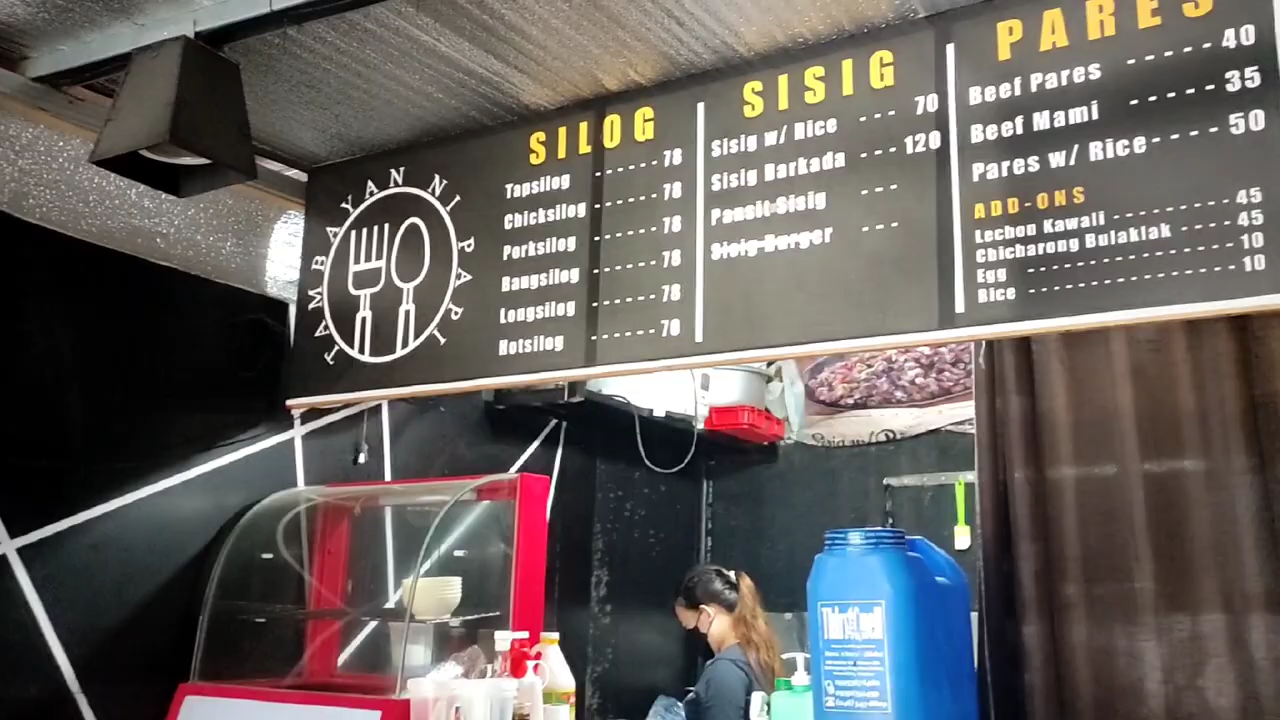 TAMBAYAN NI PAPI
SILOG
Tapsilog ------ 78
Chicksilog ------ 78
Porksilog ------ 78
Bangsilog ------ 78
Longsilog ------ 78
Hotsilog ------ 78
SISIG
Sisig w/ Rice --- 70
Sisig Barkada --- 120
Pansit Sisig ---
Sisig Burger ---
PARES
Beef Pares ----- 40
Beef Mami ----- 35
Pares w/ Rice ----- 50
ADD-ONS
Lechon Kawali ------------ 45
Chicharong Bulaklak ----- 45
Egg -------------------- 10
Rice -------------------- 10
Sisig w/